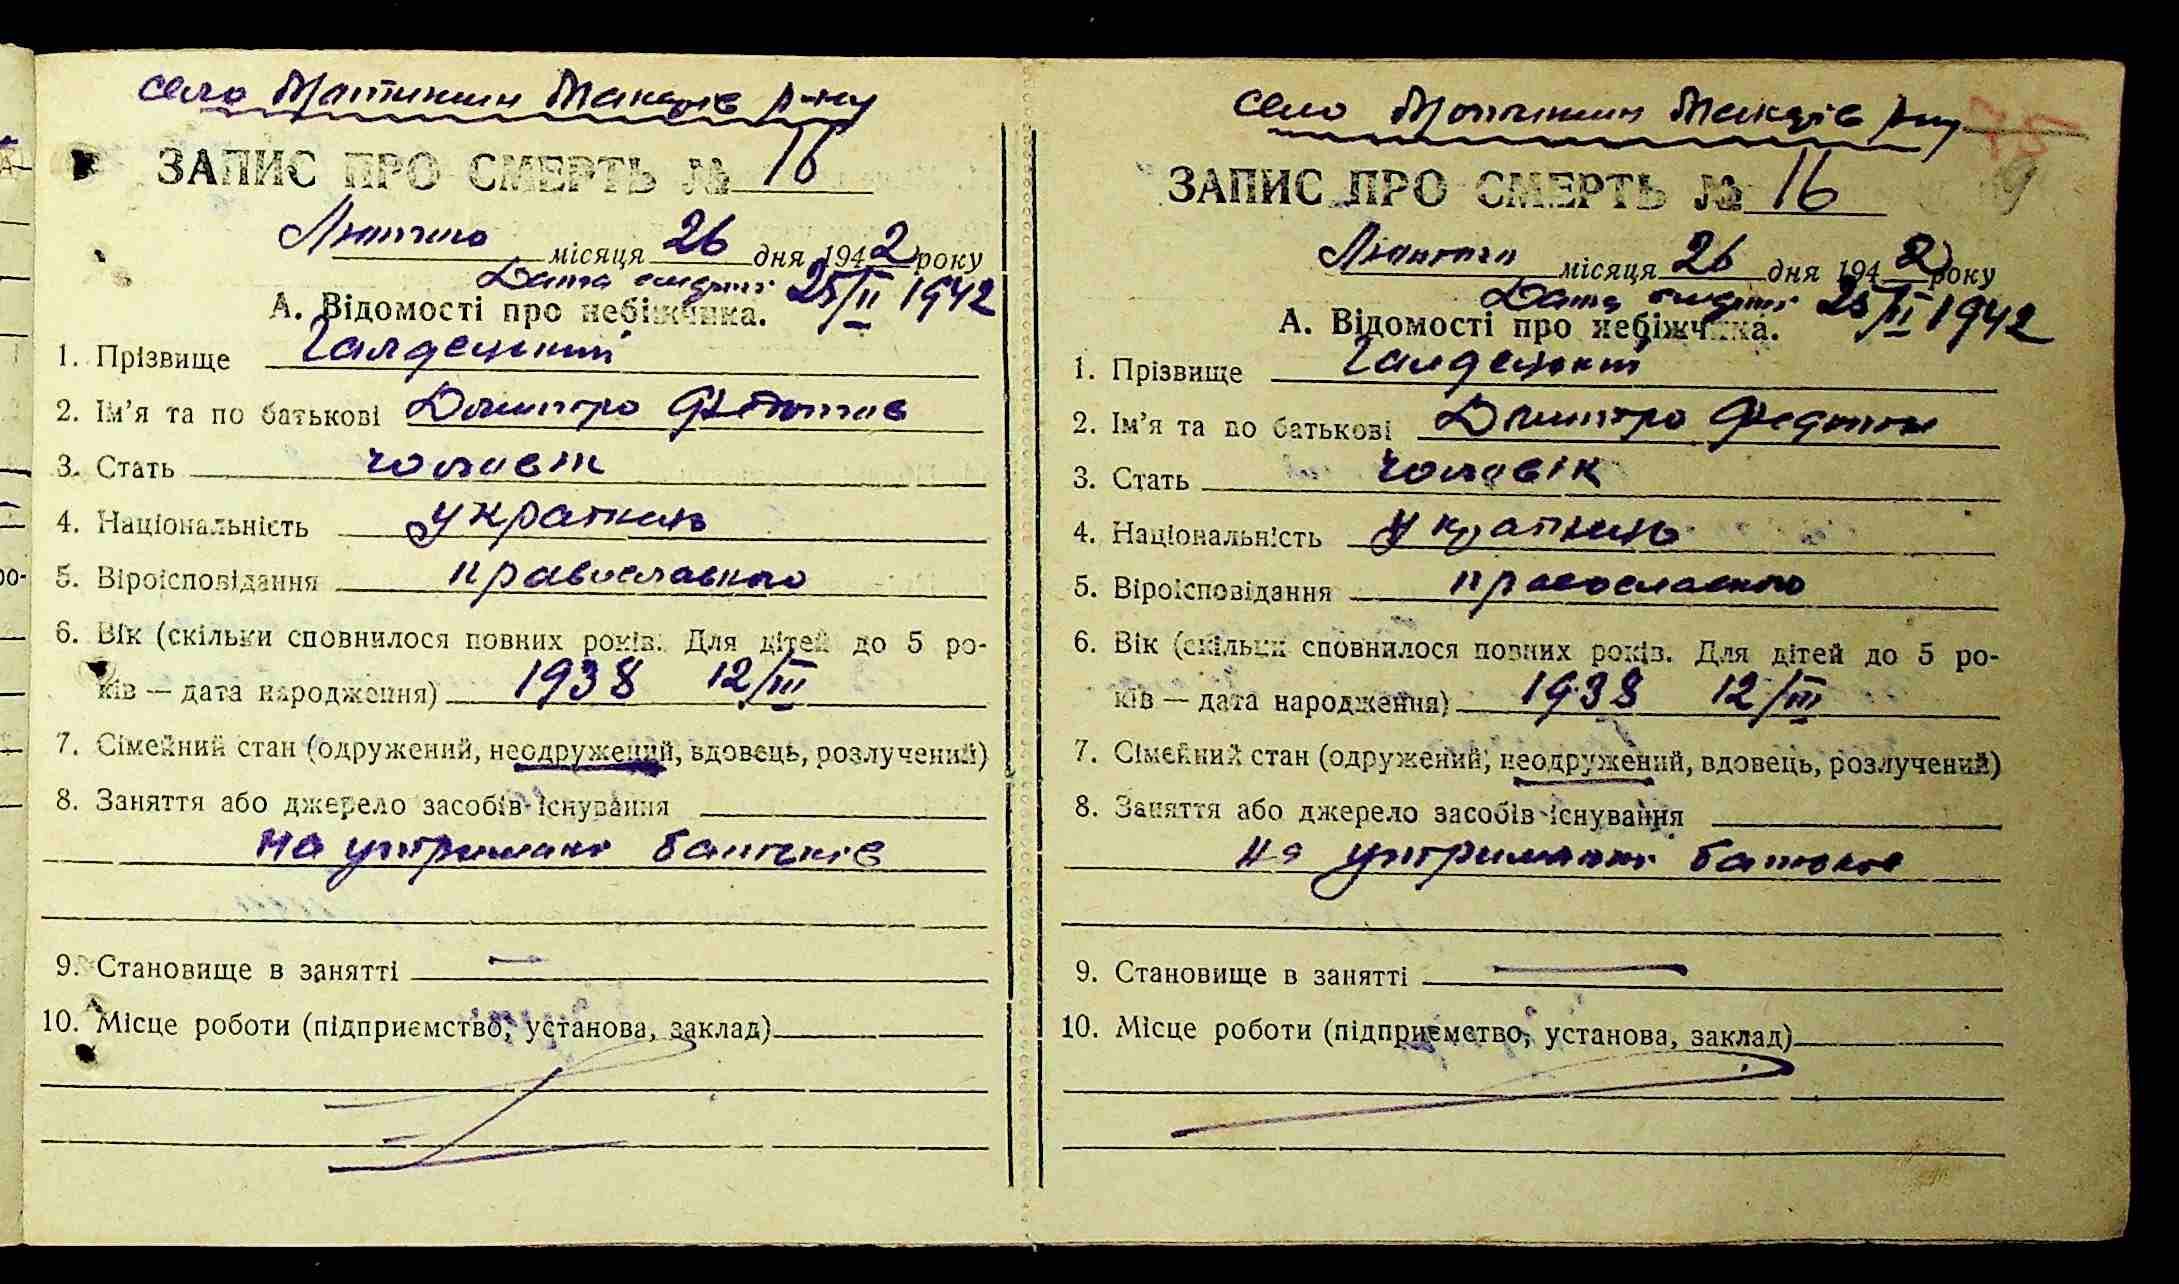 село Мотижин Макарів р-ну
ЗАПИС ПРО СМЕРТЬ № 16
Лютого місяця 26 дня 1942 року
Дата смерти 25/II 1942
А. Відомості про небіжчика.
1. Прізвище Галдецький
2. Ім'я та по батькові Дмитро Федотов
3. Стать чоловік
4. Національність українець
5. Віроісповідання православного
6. Вік (скільки сповнилося повних років. Для дітей до 5 ро-
ків — дата народження) 1938 12/III
7. Сімейний стан (одружений, неодружений, вдовець, розлучений)
8. Заняття або джерело засобів існування
на утриманні батьків
9. Становище в занятті —
10. Місце роботи (підприємство, установа, заклад)
село Мотижин Макарів р-ну
ЗАПИС ПРО СМЕРТЬ № 16
Лютого місяця 26 дня 1942 року
Дата смерти 25/II 1942
А. Відомості про небіжчика.
1. Прізвище Галдецький
2. Ім'я та по батькові Дмитро Федотов
3. Стать чоловік
4. Національність українець
5. Віроісповідання православного
6. Вік (скільки сповнилося повних років. Для дітей до 5 ро-
ків — дата народження) 1938 12/III
7. Сімейний стан (одружений, неодружений, вдовець, розлучений)
8. Заняття або джерело засобів існування
на утриманні батьків
9. Становище в занятті —
10. Місце роботи (підприємство, установа, заклад)